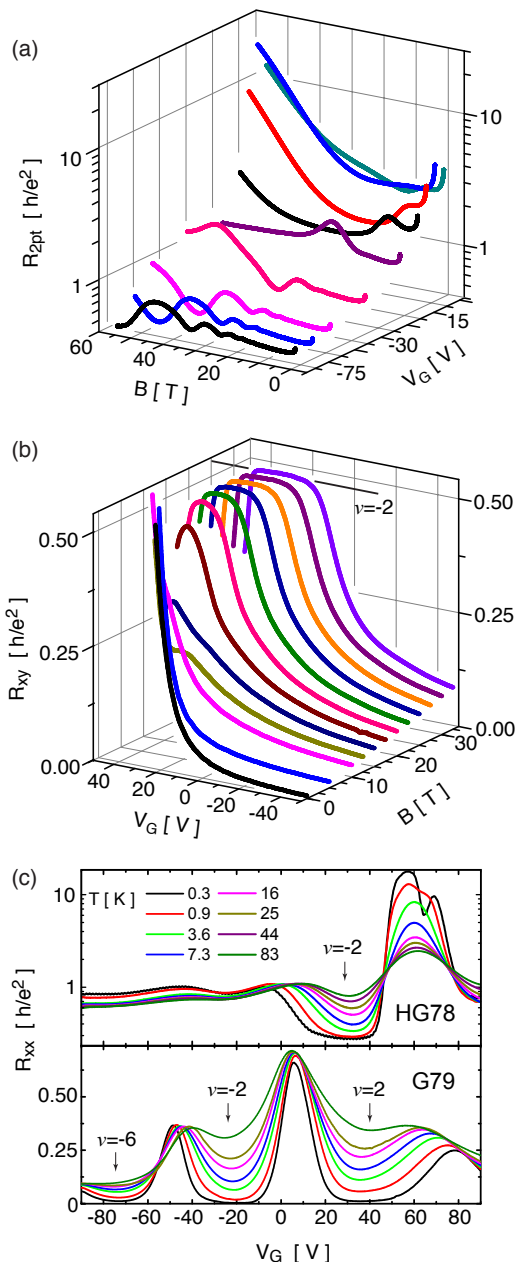 (a)
10
1
R2pt [ h/e² ]
10
1
60
40
20
0
B [ T ]
-75
-30
15
VG [ V ]
(b)
0.50
0.25
0.00
Rxy [ h/e² ]
ν=-2
0.50
0.25
0.00
40
20
0
-20
-40
VG [ V ]
0
10
20
30
B [ T ]
(c)
T [ K ]
0.3
16
0.9
25
3.6
44
7.3
83
10
1
ν=-2
HG78
Rxx [ h/e² ]
G79
ν=-6
ν=-2
ν=2
0.50
0.25
0
-80
-60
-40
-20
0
20
40
60
80
VG [ V ]